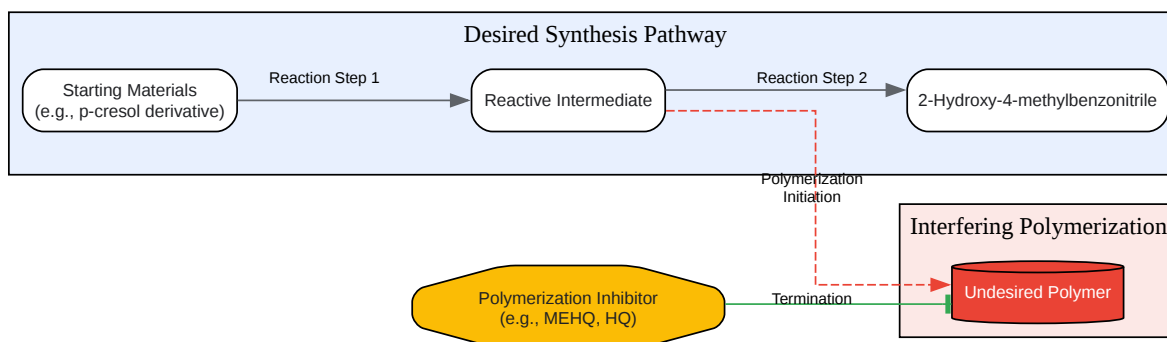 Desired Synthesis Pathway
Starting Materials
(e.g., p-cresol derivative)
Reaction Step 1
Reactive Intermediate
Reaction Step 2
2-Hydroxy-4-methylbenzonitrile
Polymerization
Initiation
Interfering Polymerization
Undesired Polymer
Polymerization Inhibitor
(e.g., MEHQ, HQ)
Termination